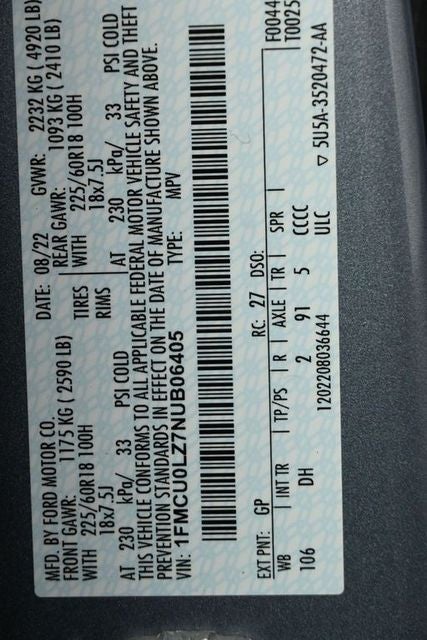 MFD. BY FORD MOTOR CO.
DATE: 08/22 GVWR: 2232 KG ( 4920 LB)
FRONT GAWR: 1175 KG ( 2590 LB)
REAR GAWR: 1093 KG ( 2410 LB)
WITH 225/60R18 100H TIRES WITH 225/60R18 100H
18x7.5J RIMS 18x7.5J
AT 230 kPa/ 33 PSI COLD AT 230 kPa/ 33 PSI COLD
THIS VEHICLE CONFORMS TO ALL APPLICABLE FEDERAL MOTOR VEHICLE SAFETY AND THEFT
PREVENTION STANDARDS IN EFFECT ON THE DATE OF MANUFACTURE SHOWN ABOVE.
VIN: 1FMCU0LZ7NUB06405 TYPE: MPV
F0044
EXT PNT: GP RC: 27 DSO: T0025
WB INT TR TP/PS R AXLE TR SPR
106 DH 2 91 5 CCCC
ULC
1202208036644 ▽ 5U5A-3520472-AA